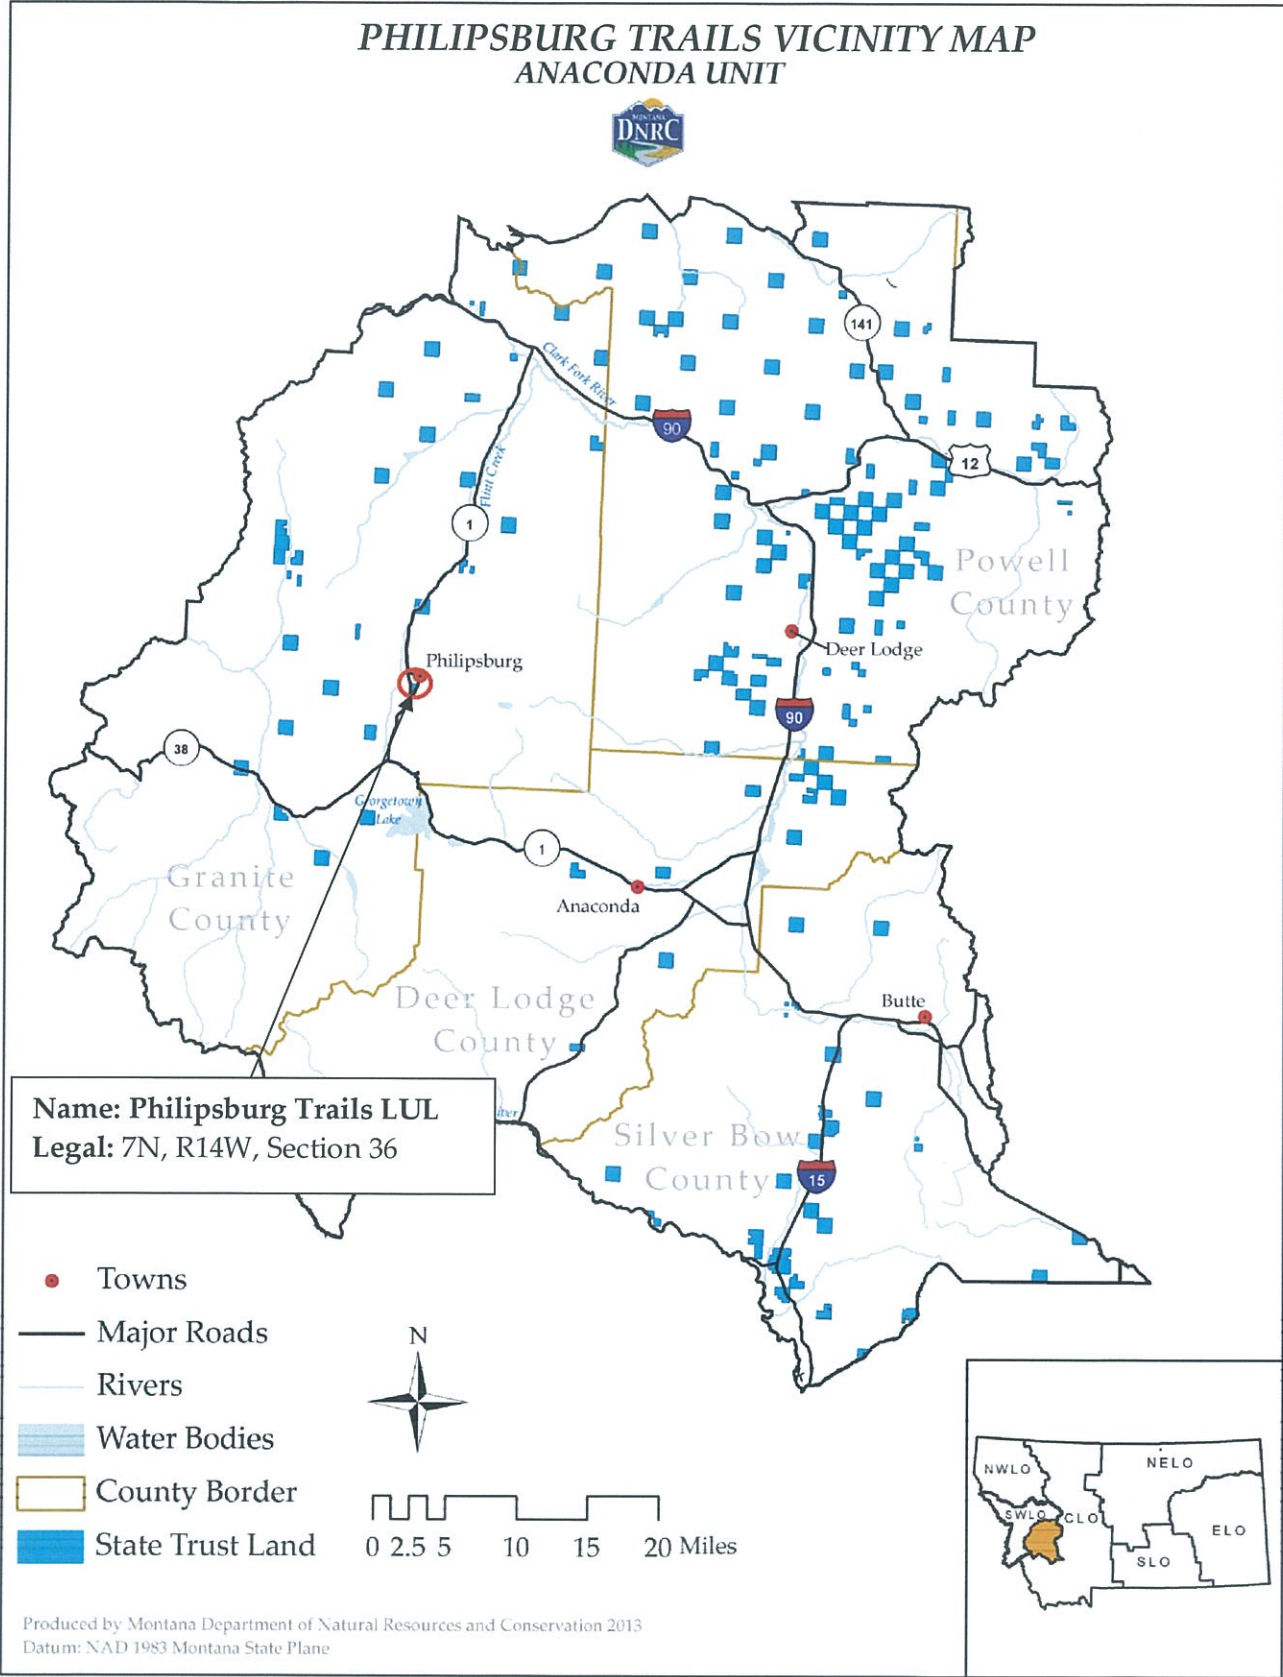 PHILIPSBURG TRAILS VICINITY MAP
ANACONDA UNIT
MONTANA
DNRC
141
Clark Fork River
90
12
Flint Creek
1
Powell
County
Deer Lodge
Philipsburg
90
38
Georgetown
Lake
1
Granite
County
Anaconda
Deer Lodge
County
Butte
Name: Philipsburg Trails LUL
Legal: 7N, R14W, Section 36
Silver Bow
County
15
Towns
Major Roads
Rivers
Water Bodies
County Border
State Trust Land
N
0 2.5 5 10 15 20 Miles
NWLO
NELO
SWLO
CLO
ELO
SLO
Produced by Montana Department of Natural Resources and Conservation 2013
Datum: NAD 1983 Montana State Plane